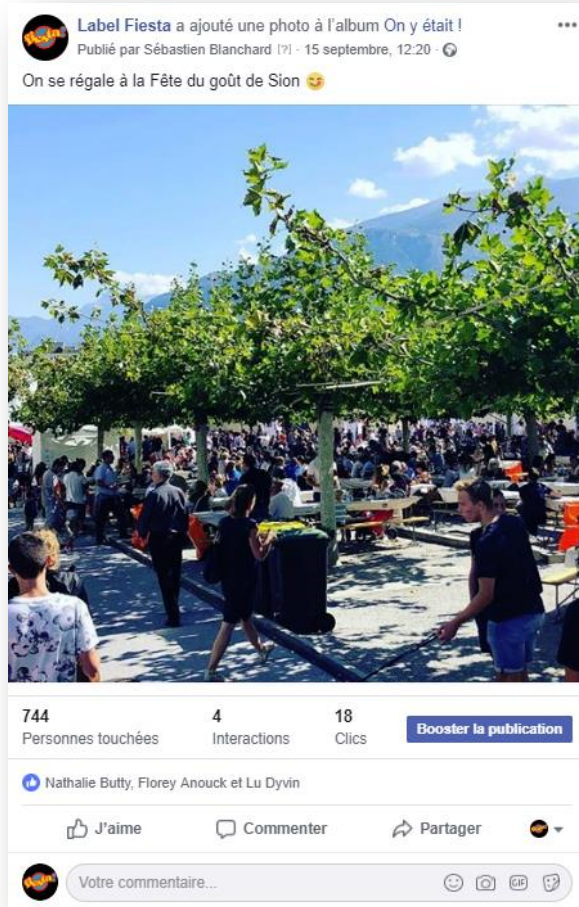 Label Fiesta a ajouté une photo à l'album On y était !
Publié par Sébastien Blanchard [?] · 15 septembre, 12:20 ·
On se régale à la Fête du goût de Sion 😋
744
Personnes touchées
4
Interactions
18
Clics
Booster la publication
Nathalie Butty, Florey Anouck et Lu Dyvin
J'aime
Commenter
Partager
Votre commentaire...
GIF